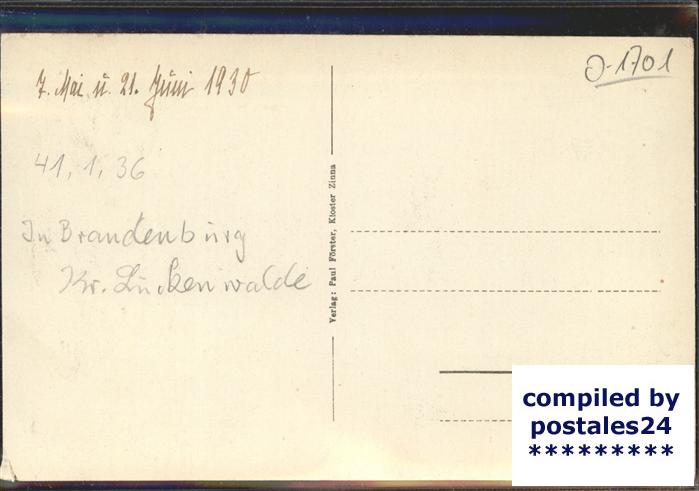 7. Mai u. 21. Juni 1930
41, 1, 36
In Brandenburg
Kr. Luckenwalde
Verlag: Paul Förster, Kloster Zinna
J-1701
compiled by
postales24
*********